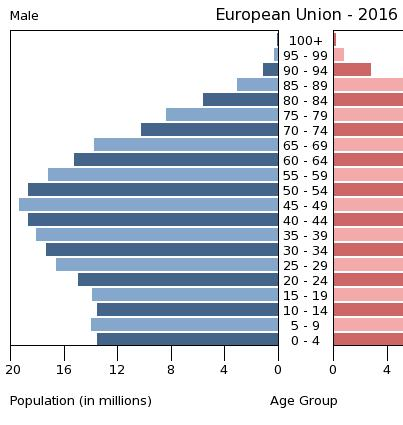 Male
European Union - 2016
100+
95 - 99
90 - 94
85 - 89
80 - 84
75 - 79
70 - 74
65 - 69
60 - 64
55 - 59
50 - 54
45 - 49
40 - 44
35 - 39
30 - 34
25 - 29
20 - 24
15 - 19
10 - 14
5 - 9
0 - 4
20 16 12 8 4 0 0 4
Population (in millions) Age Group